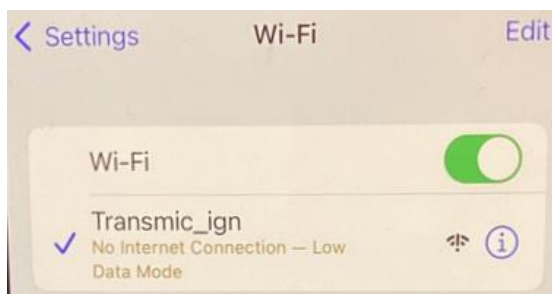 Settings
Wi-Fi
Edit
Wi-Fi
Transmic_ign
No Internet Connection — Low
Data Mode